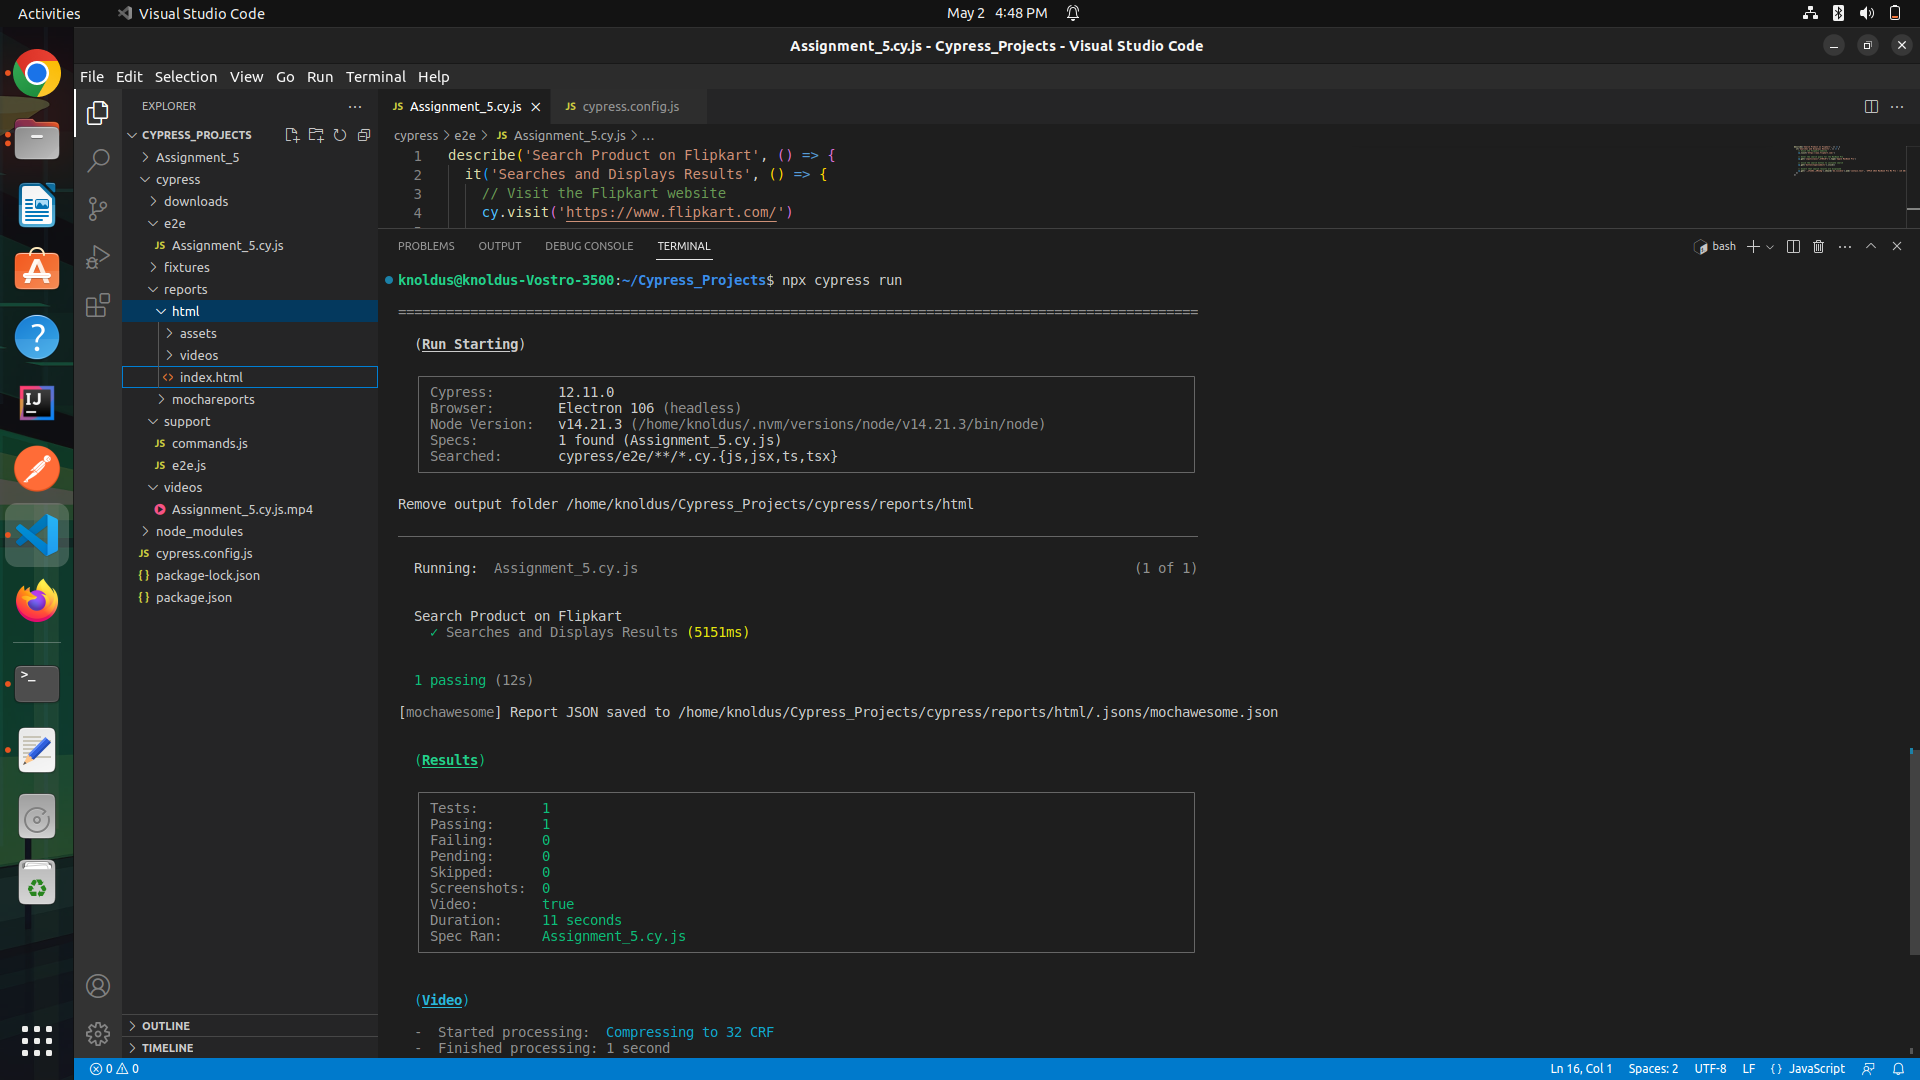 Activities
Visual Studio Code
May 2 4:48 PM
Assignment_5.cy.js - Cypress_Projects - Visual Studio Code
File Edit Selection View Go Run Terminal Help
EXPLORER
CYPRESS_PROJECTS
Assignment_5
cypress
downloads
e2e
JS Assignment_5.cy.js
fixtures
reports
html
assets
videos
<> index.html
mochareports
support
JS commands.js
JS e2e.js
videos
Assignment_5.cy.js.mp4
node_modules
JS cypress.config.js
{} package-lock.json
{} package.json
OUTLINE
TIMELINE
JS Assignment_5.cy.js
JS cypress.config.js
cypress > e2e > JS Assignment_5.cy.js > ...
1 describe('Search Product on Flipkart', () => {
2 it('Searches and Displays Results', () => {
3 // Visit the Flipkart website
4 cy.visit('https://www.flipkart.com/')
PROBLEMS OUTPUT DEBUG CONSOLE TERMINAL
bash
knoldus@knoldus-Vostro-3500:~/Cypress_Projects$ npx cypress run
====================================================================================================
(Run Starting)
Cypress: 12.11.0
Browser: Electron 106 (headless)
Node Version: v14.21.3 (/home/knoldus/.nvm/versions/node/v14.21.3/bin/node)
Specs: 1 found (Assignment_5.cy.js)
Searched: cypress/e2e/**/*.cy.{js,jsx,ts,tsx}
Remove output folder /home/knoldus/Cypress_Projects/cypress/reports/html
Running: Assignment_5.cy.js (1 of 1)
Search Product on Flipkart
✓ Searches and Displays Results (5151ms)
1 passing (12s)
[mochawesome] Report JSON saved to /home/knoldus/Cypress_Projects/cypress/reports/html/.jsons/mochawesome.json
(Results)
Tests: 1
Passing: 1
Failing: 0
Pending: 0
Skipped: 0
Screenshots: 0
Video: true
Duration: 11 seconds
Spec Ran: Assignment_5.cy.js
(Video)
- Started processing: Compressing to 32 CRF
- Finished processing: 1 second
0 0
Ln 16, Col 1 Spaces: 2 UTF-8 LF {} JavaScript